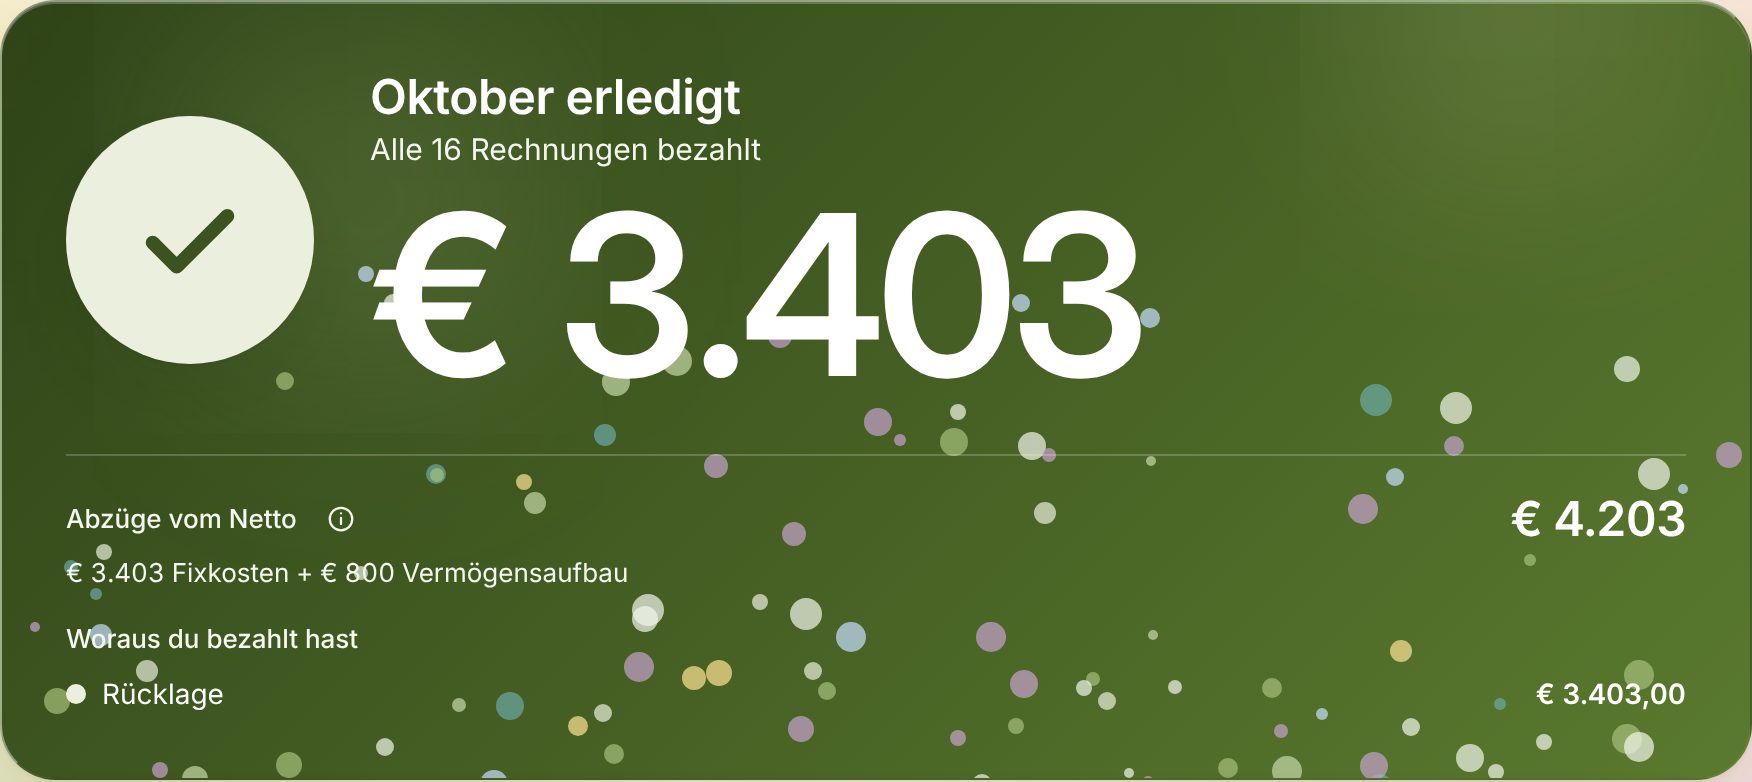 Oktober erledigt
Alle 16 Rechnungen bezahlt
€ 3.403
Abzüge vom Netto
€ 4.203
€ 3.403 Fixkosten + € 800 Vermögensaufbau
Woraus du bezahlt hast
Rücklage
€ 3.403,00